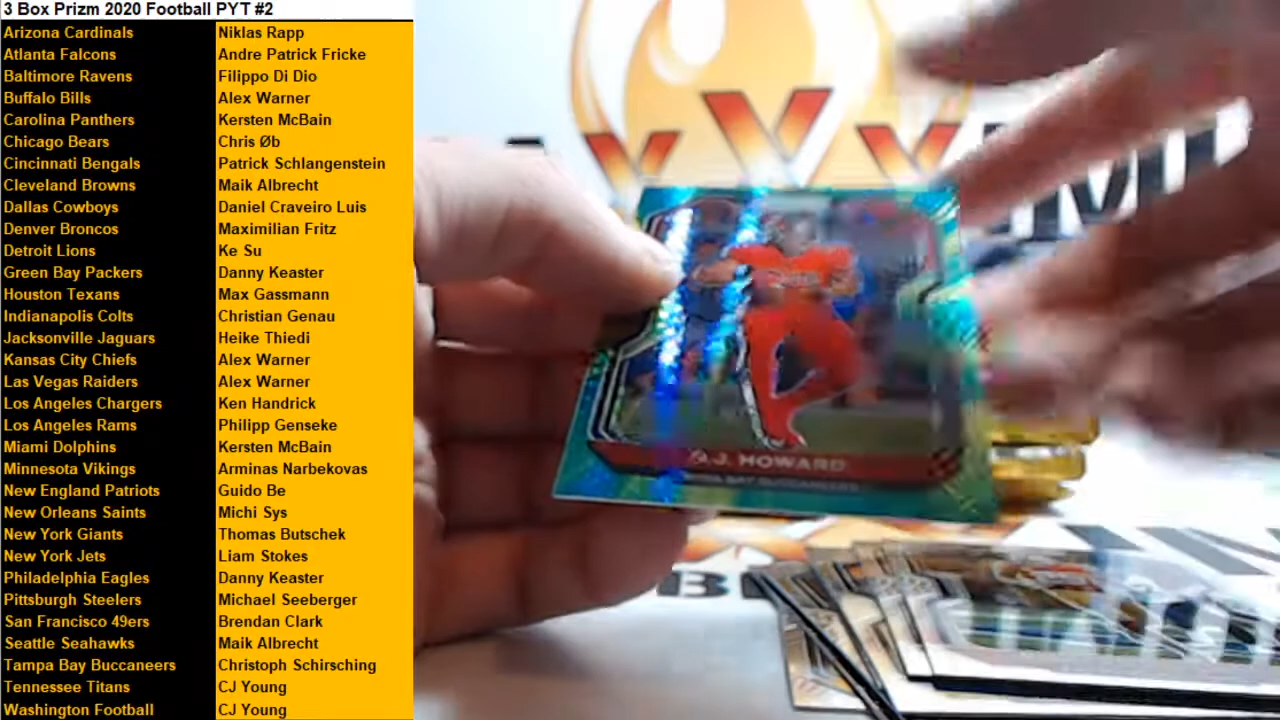 3 Box Prizm 2020 Football PYT #2
Arizona Cardinals Niklas Rapp
Atlanta Falcons Andre Patrick Fricke
Baltimore Ravens Filippo Di Dio
Buffalo Bills Alex Warner
Carolina Panthers Kersten McBain
Chicago Bears Chris Øb
Cincinnati Bengals Patrick Schlangenstein
Cleveland Browns Maik Albrecht
Dallas Cowboys Daniel Craveiro Luis
Denver Broncos Maximilian Fritz
Detroit Lions Ke Su
Green Bay Packers Danny Keaster
Houston Texans Max Gassmann
Indianapolis Colts Christian Genau
Jacksonville Jaguars Heike Thiedi
Kansas City Chiefs Alex Warner
Las Vegas Raiders Alex Warner
Los Angeles Chargers Ken Handrick
Los Angeles Rams Philipp Genseke
Miami Dolphins Kersten McBain
Minnesota Vikings Arminas Narbekovas
New England Patriots Guido Be
New Orleans Saints Michi Sys
New York Giants Thomas Butschek
New York Jets Liam Stokes
Philadelphia Eagles Danny Keaster
Pittsburgh Steelers Michael Seeberger
San Francisco 49ers Brendan Clark
Seattle Seahawks Maik Albrecht
Tampa Bay Buccaneers Christoph Schirsching
Tennessee Titans CJ Young
Washington Football CJ Young
O.J. HOWARD